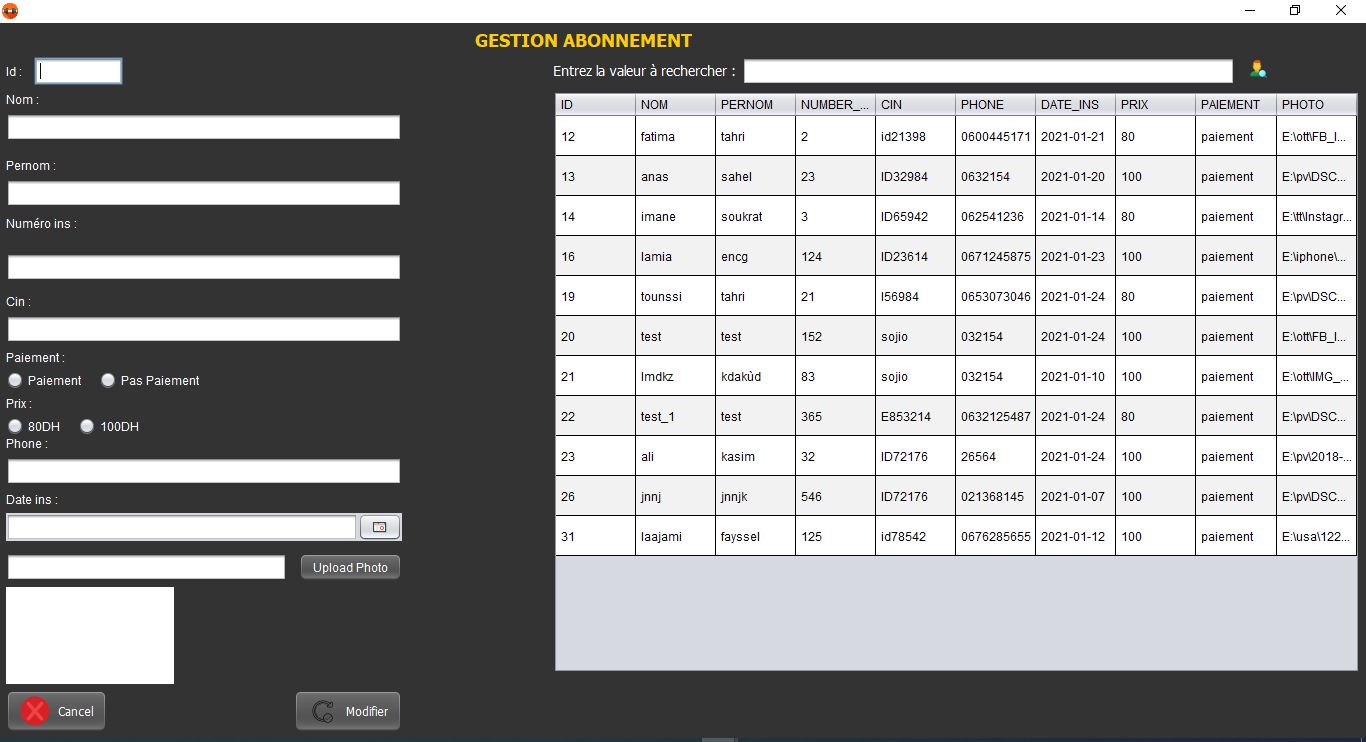 GESTION ABONNEMENT
Id :
Entrez la valeur à rechercher :
Nom :
Pernom :
Numéro ins :
Cin :
Paiement :
Paiement Pas Paiement
Prix :
80DH 100DH
Phone :
Date ins :
Upload Photo
Cancel Modifier
ID NOM PERNOM NUMBER_... CIN PHONE DATE_INS PRIX PAIEMENT PHOTO
12 fatima tahri 2 id21398 0600445171 2021-01-21 80 paiement E:\ott\FB_I...
13 anas sahel 23 ID32984 0632154 2021-01-20 100 paiement E:\pv\DSC...
14 imane soukrat 3 ID65942 062541236 2021-01-14 80 paiement E:\tt\Instagr...
16 lamia encg 124 ID23614 0671245875 2021-01-23 100 paiement E:\iphone\...
19 tounssi tahri 21 I56984 0653073046 2021-01-24 80 paiement E:\pv\DSC...
20 test test 152 sojio 032154 2021-01-24 100 paiement E:\ott\FB_I...
21 lmdkz kdakùd 83 sojio 032154 2021-01-10 100 paiement E:\ott\IMG_...
22 test_1 test 365 E853214 0632125487 2021-01-24 80 paiement E:\pv\DSC...
23 ali kasim 32 ID72176 26564 2021-01-24 100 paiement E:\pv\2018-...
26 jnnj jnnjk 546 ID72176 021368145 2021-01-07 100 paiement E:\pv\DSC...
31 laajami fayssel 125 id78542 0676285655 2021-01-12 100 paiement E:\usa\122...